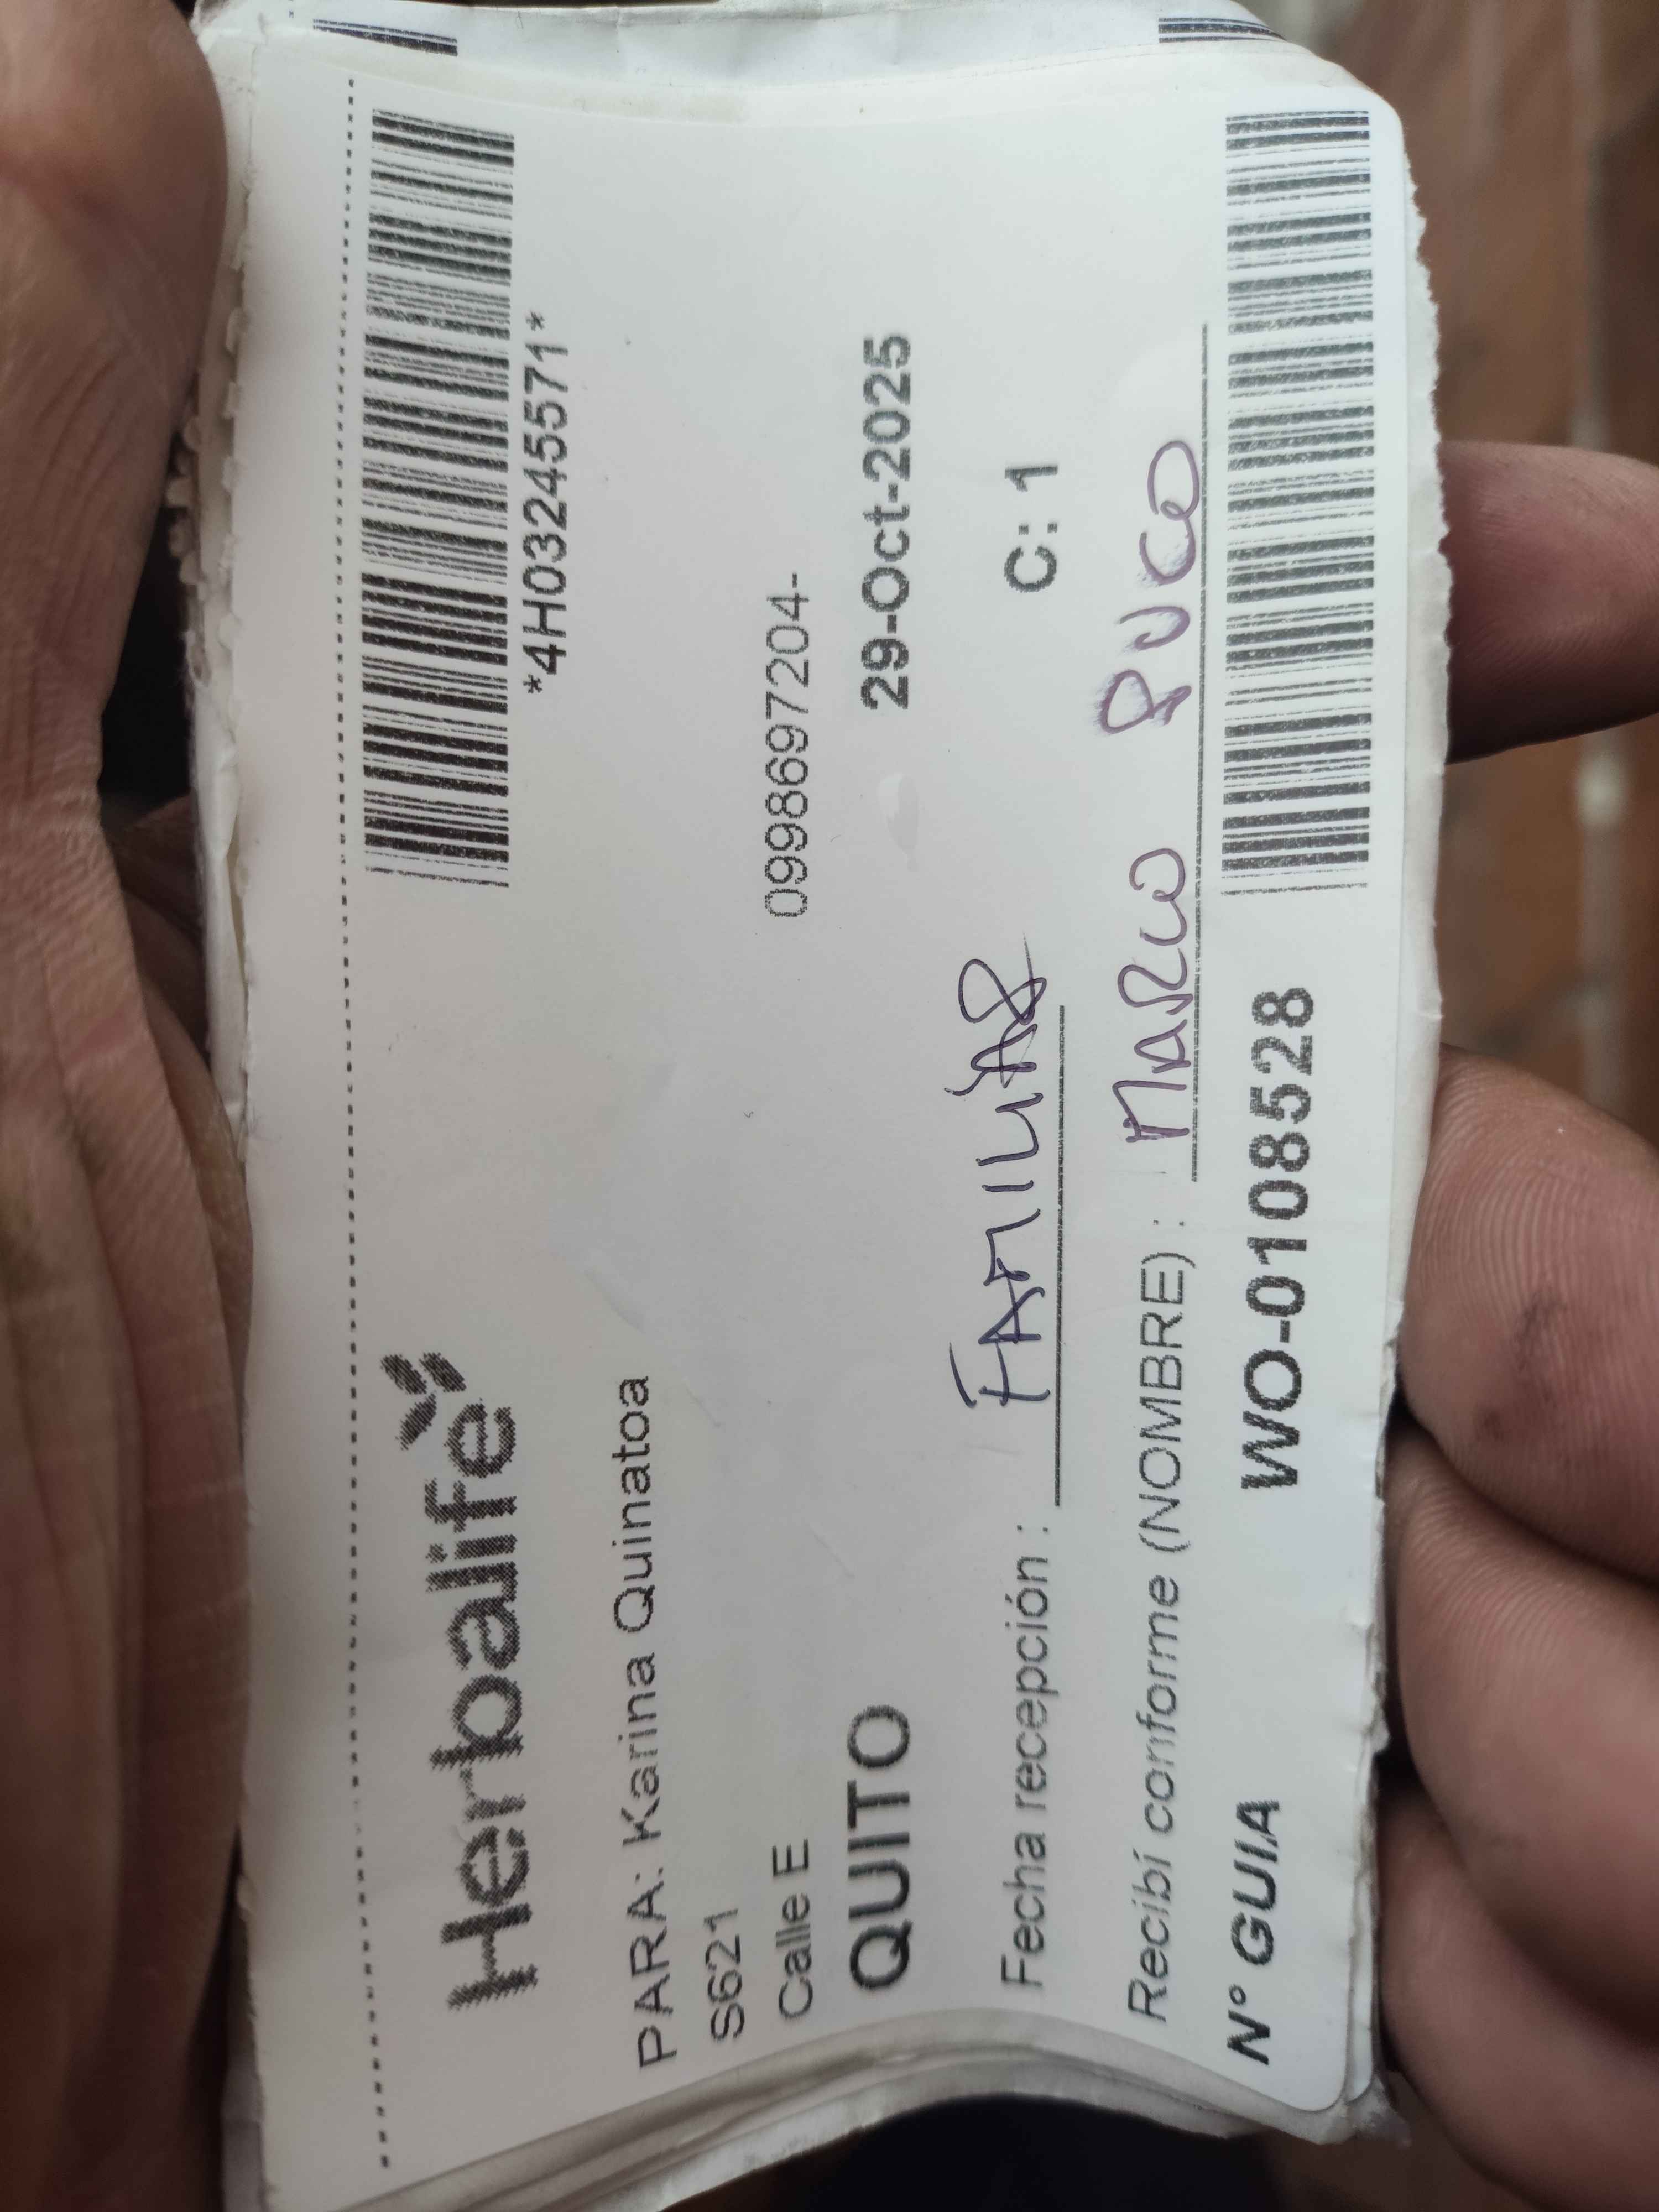 Herbalife
*4H03245571*
PARA: Karina Quinatoa
S621
Calle E 0998697204-
QUITO 29-Oct-2025
Fecha recepción : FAMILIAR C: 1
Recibí conforme (NOMBRE) : MARCO PUCO
N° GUIA WO-0108528